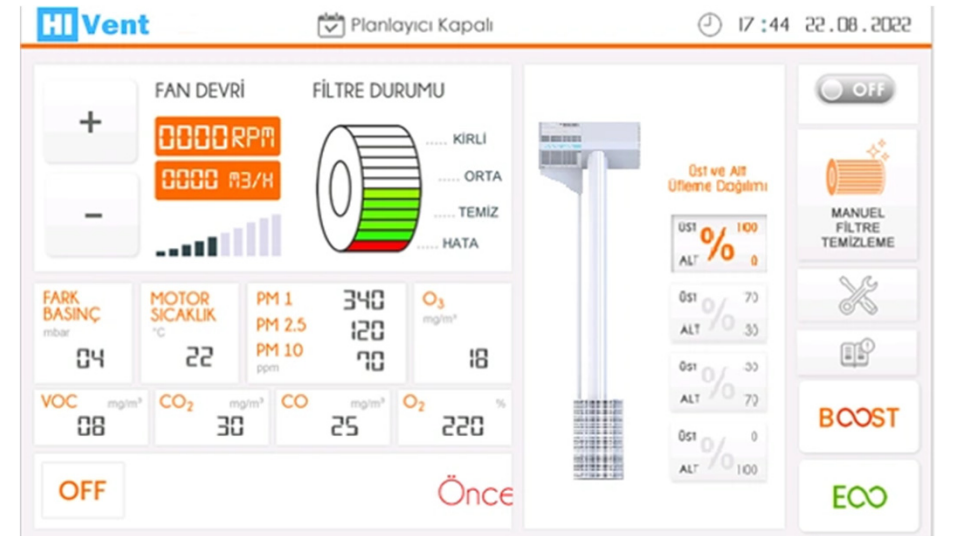 HI Vent
Planlayıcı Kapalı
17:44 22.08.2022
FAN DEVRİ
FİLTRE DURUMU
OFF
+
0000 RPM
KİRLİ
0000 M3/H
ORTA
−
TEMİZ
HATA
Üst ve Alt
Üfleme Dağılımı
ÜST % 100
ALT 0
ÜST % 70
ALT 30
ÜST % 30
ALT 70
ÜST % 0
ALT 100
MANUEL
FİLTRE
TEMİZLEME
FARK
BASINÇ
mbar
04
MOTOR
SICAKLIK
°C
22
PM 1 340
PM 2.5 120
PM 10 70
ppm
O₃
mg/m³
18
VOC mg/m³
08
CO₂ mg/m³
30
CO mg/m³
25
O₂ %
220
BOOST
OFF
Önce
ECO